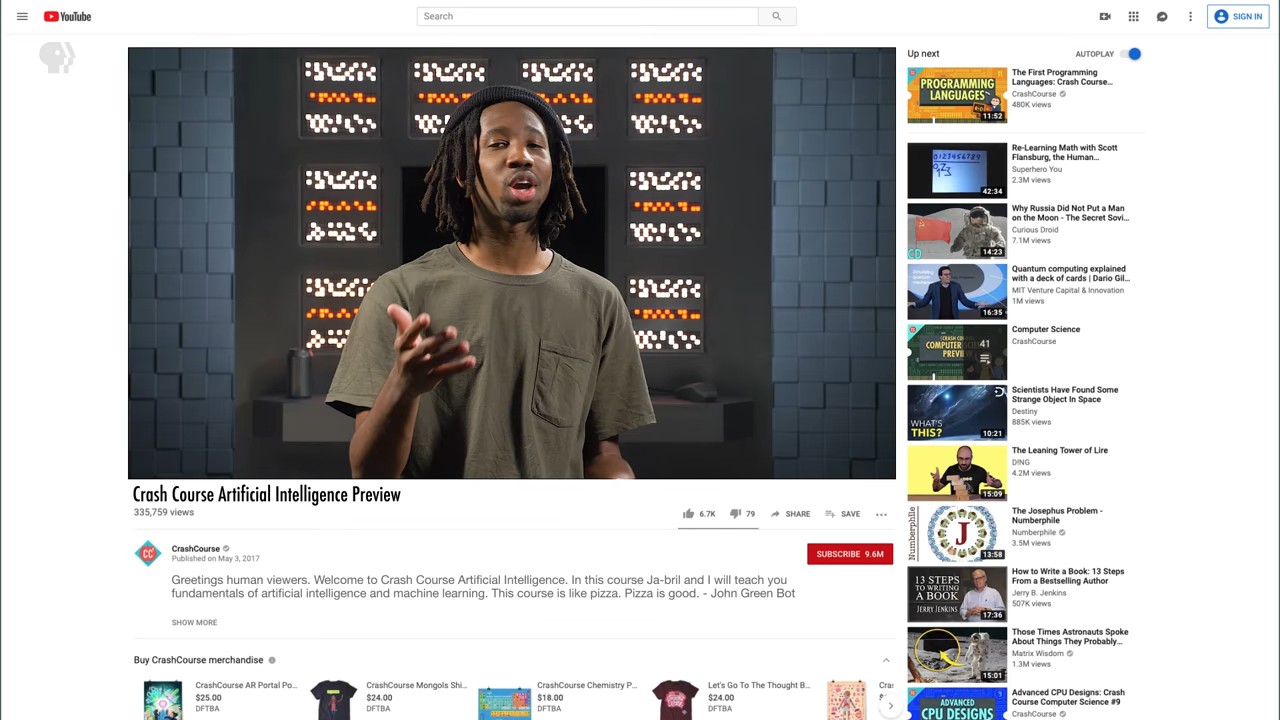 YouTube
Search
SIGN IN
Crash Course Artificial Intelligence Preview
335,759 views
6.7K
79
SHARE
SAVE
CrashCourse
Published on May 3, 2017
SUBSCRIBE 9.6M
Greetings human viewers. Welcome to Crash Course Artificial Intelligence. In this course Ja-bril and I will teach you
fundamentals of artificial intelligence and machine learning. This course is like pizza. Pizza is good. - John Green Bot
SHOW MORE
Buy CrashCourse merchandise
CrashCourse AR Portal Po...
$25.00
DFTBA
CrashCourse Mongols Shi...
$24.00
DFTBA
CrashCourse Chemistry P...
$18.00
DFTBA
Let's Go To The Thought B...
$24.00
DFTBA
Up next
AUTOPLAY
PROGRAMMING
LANGUAGES
11:52
The First Programming
Languages: Crash Course...
CrashCourse
480K views
0123456789
42:34
Re-Learning Math with Scott
Flansburg, the Human...
Superhero You
2.3M views
CD
14:23
Why Russia Did Not Put a Man
on the Moon - The Secret Sovi...
Curious Droid
7.1M views
16:35
Quantum computing explained
with a deck of cards | Dario Gil...
MIT Venture Capital & Innovation
1M views
41
Computer Science
CrashCourse
WHAT'S
THIS?
10:21
Scientists Have Found Some
Strange Object In Space
Destiny
885K views
15:09
The Leaning Tower of Lire
D!NG
4.2M views
Numberphile
J
13:58
The Josephus Problem -
Numberphile
Numberphile
3.5M views
13 STEPS
TO WRITING
A BOOK
JERRY JENKINS
17:36
How to Write a Book: 13 Steps
From a Bestselling Author
Jerry B. Jenkins
507K views
15:01
Those Times Astronauts Spoke
About Things They Probably...
Matrix Wisdom
1.3M views
ADVANCED
CPU DESIGNS
Advanced CPU Designs: Crash
Course Computer Science #9
CrashCourse